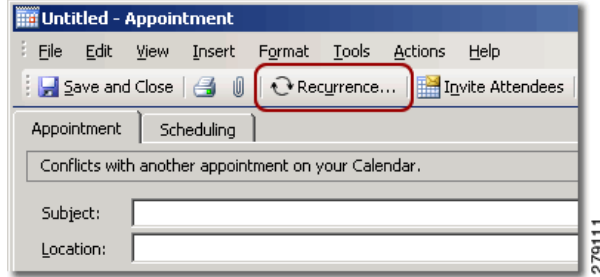 Untitled - Appointment
File Edit View Insert Format Tools Actions Help
Save and Close Recurrence... Invite Attendees
Appointment Scheduling
Conflicts with another appointment on your Calendar.
Subject:
Location:
279111